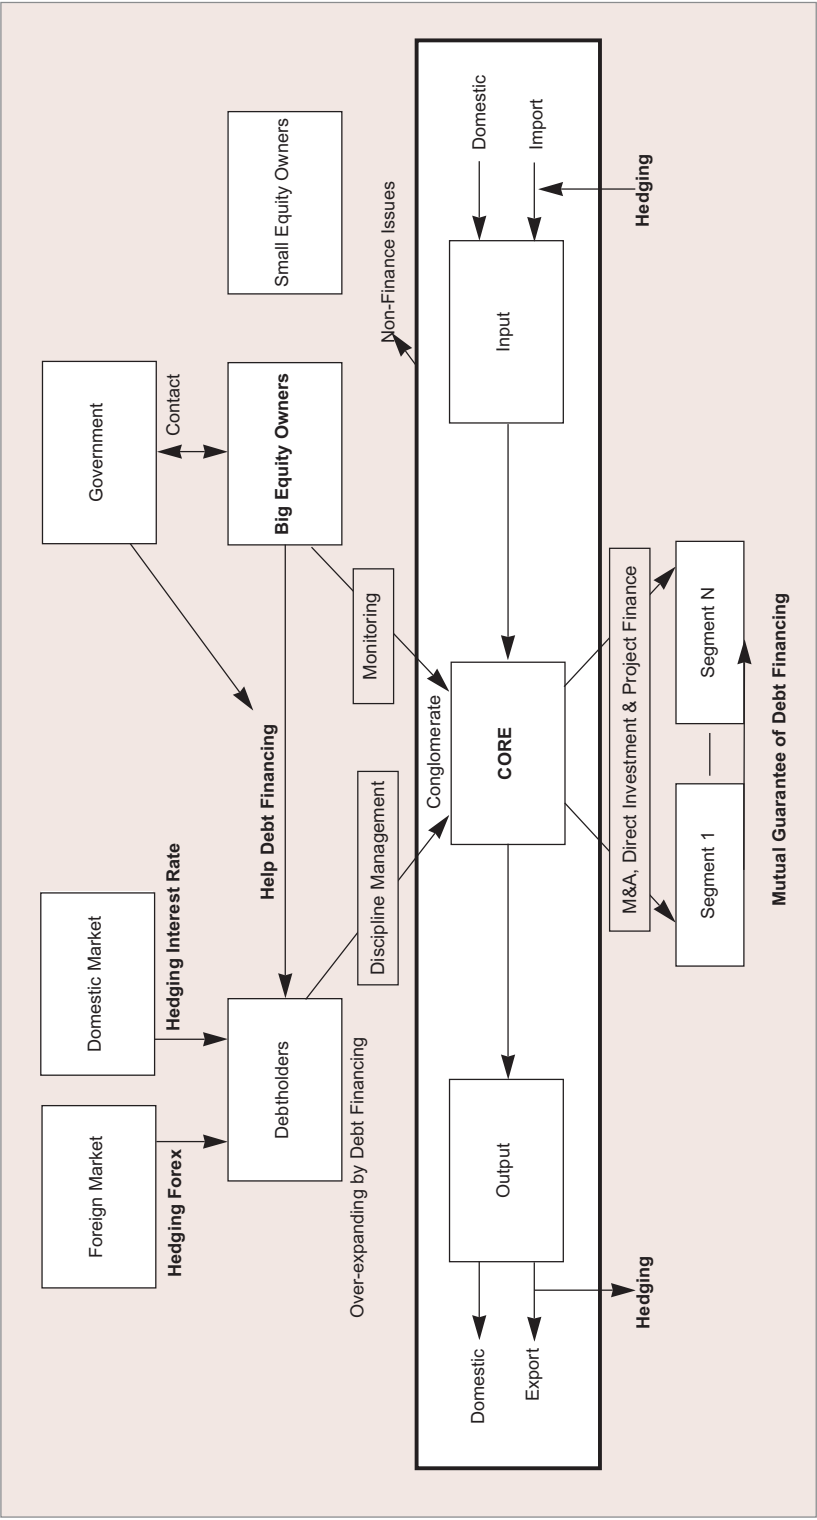 Foreign Market
Domestic Market
Government
Hedging Forex
Hedging Interest Rate
Contact
Help Debt Financing
Debtholders
Big Equity Owners
Small Equity Owners
Over-expanding by Debt Financing
Discipline Management
Monitoring
Non-Finance Issues
Conglomerate
Domestic
Export
Output
CORE
Input
Domestic
Import
Hedging
Hedging
M&A, Direct Investment & Project Finance
Segment 1
Segment N
Mutual Guarantee of Debt Financing